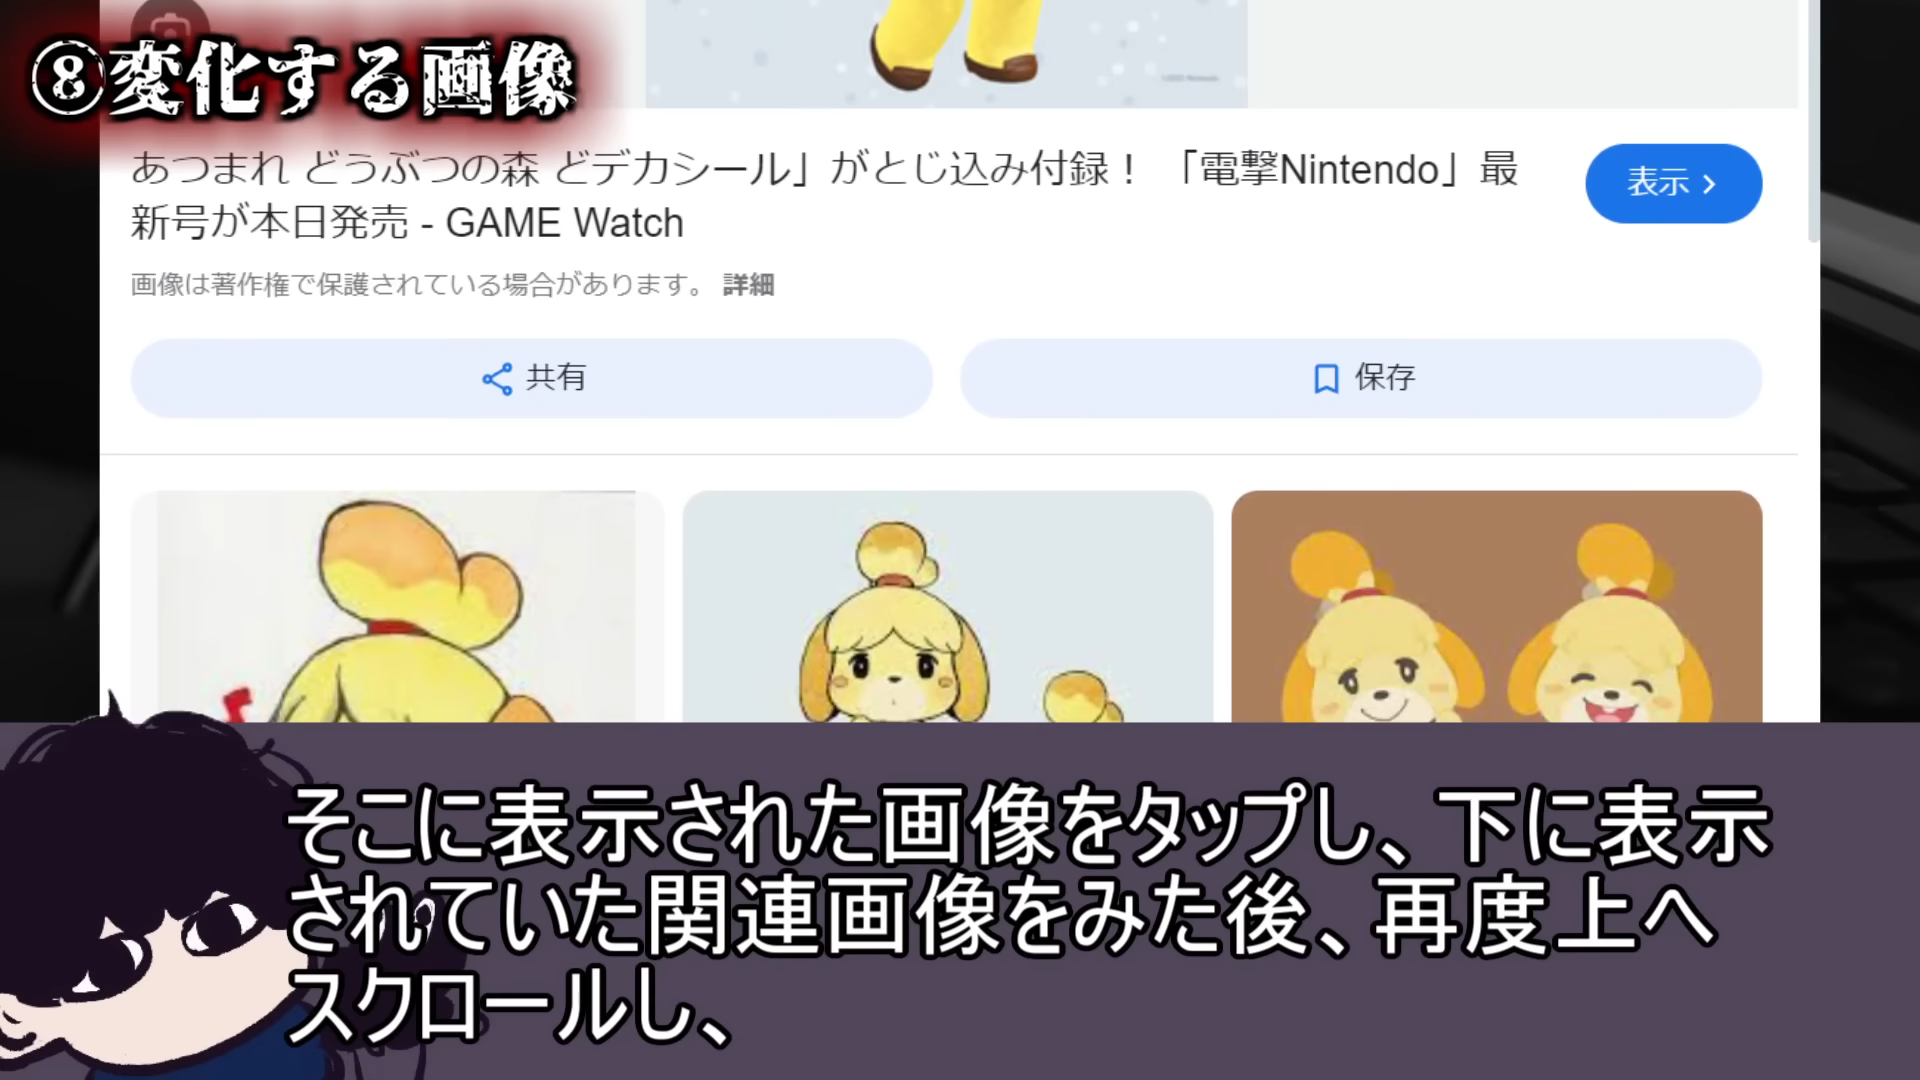 ⑧変化する画像
あつまれ どうぶつの森 どデカシール」がとじ込み付録！ 「電撃Nintendo」最
新号が本日発売 - GAME Watch
表示
画像は著作権で保護されている場合があります。 詳細
共有
保存
そこに表示された画像をタップし、下に表示
されていた関連画像をみた後、再度上へ
スクロールし、